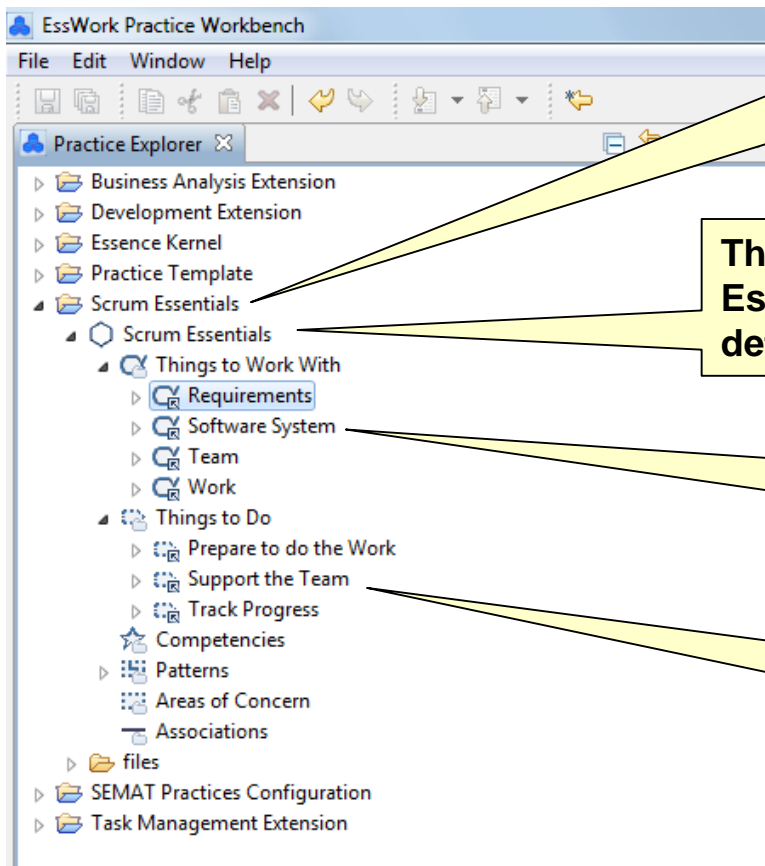 EssWork Practice Workbench
File Edit Window Help
Practice Explorer
Business Analysis Extension
Development Extension
Essence Kernel
Practice Template
Scrum Essentials
Scrum Essentials
Things to Work With
Requirements
Software System
Team
Work
Things to Do
Prepare to do the Work
Support the Team
Track Progress
Competencies
Patterns
Areas of Concern
Associations
files
SEMAT Practices Configuration
Task Management Extension